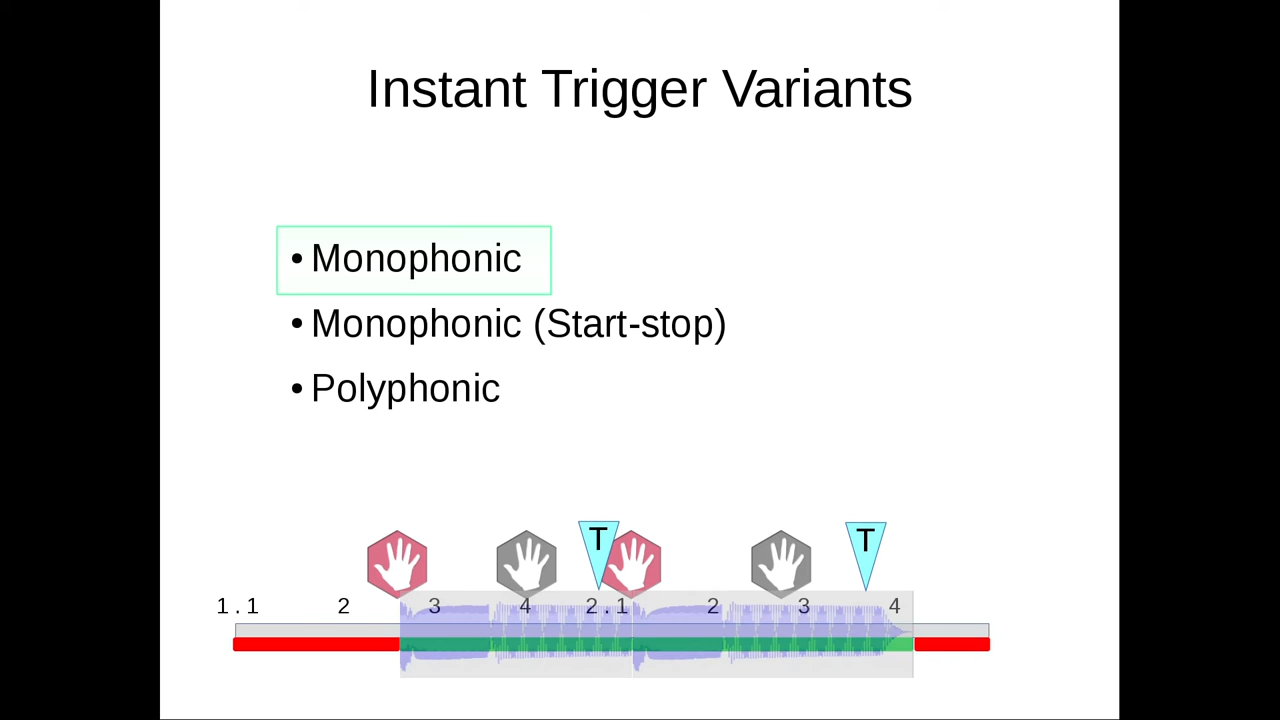 Instant Trigger Variants
• Monophonic
• Monophonic (Start-stop)
• Polyphonic
T T
1 . 1 2 3 4 2 . 1 2 3 4